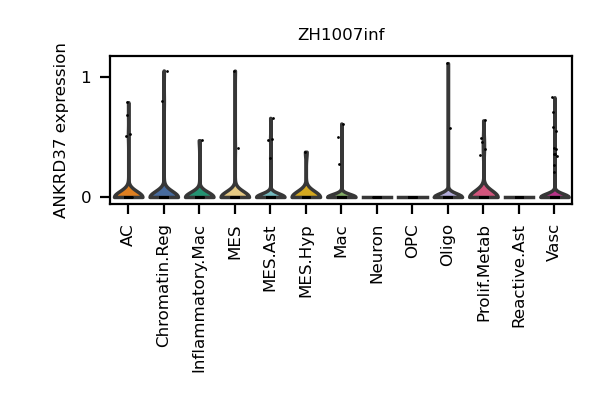 ZH1007inf
ANKRD37 expression
1
0
AC
Chromatin.Reg
Inflammatory.Mac
MES
MES.Ast
MES.Hyp
Mac
Neuron
OPC
Oligo
Prolif.Metab
Reactive.Ast
Vasc